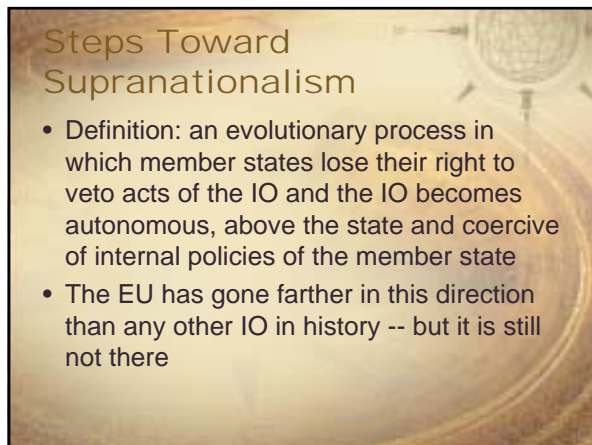 Steps Toward
Supranationalism
• Definition: an evolutionary process in
which member states lose their right to
veto acts of the IO and the IO becomes
autonomous, above the state and coercive
of internal policies of the member state
• The EU has gone farther in this direction
than any other IO in history -- but it is still
not there